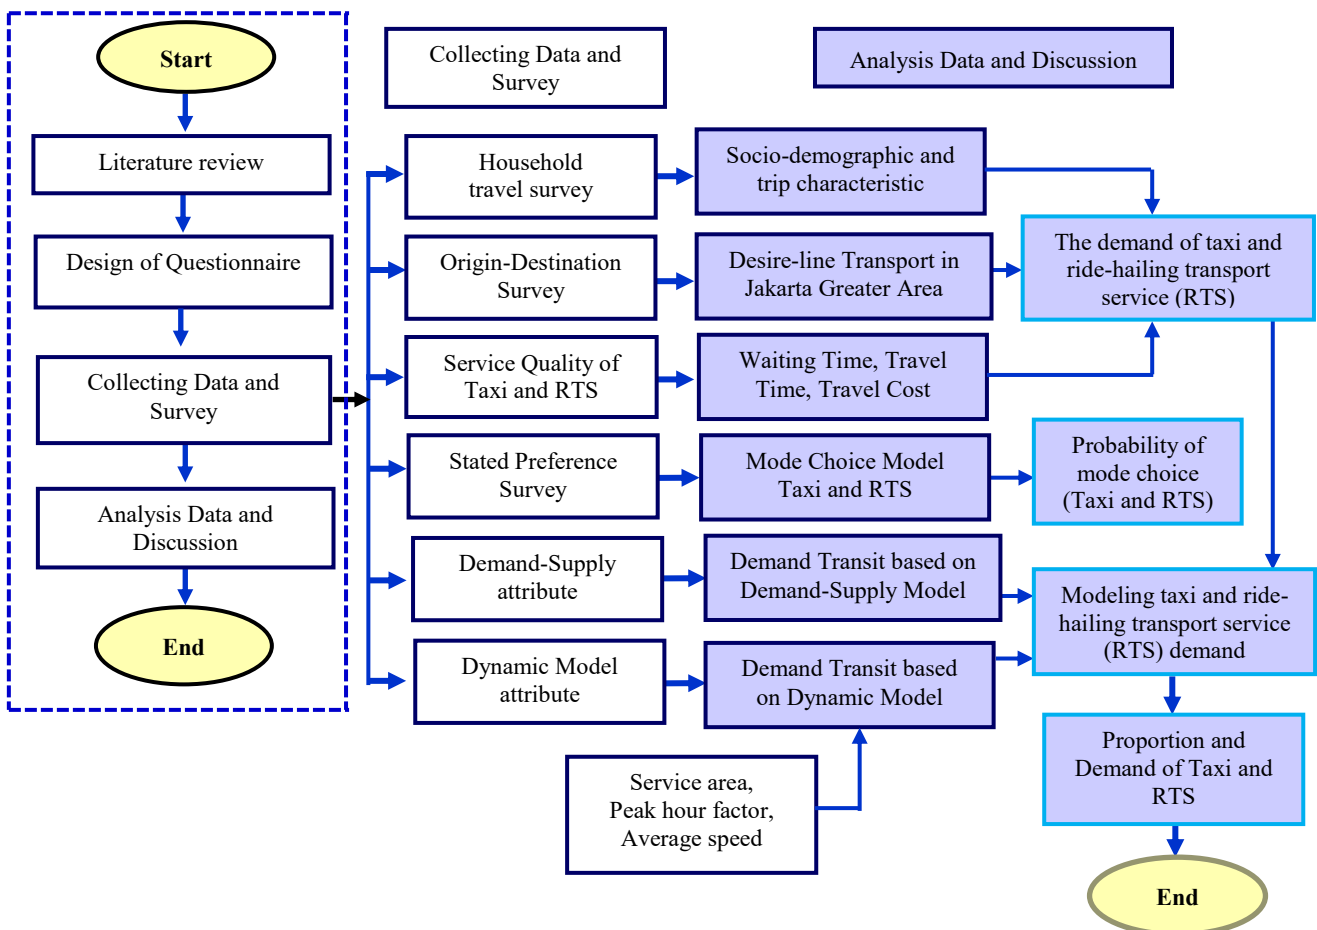 Start
Literature review
Design of Questionnaire
Collecting Data and
Survey
Analysis Data and
Discussion
End
Collecting Data and
Survey
Analysis Data and Discussion
Household
travel survey
Socio-demographic and
trip characteristic
Origin-Destination
Survey
Desire-line Transport in
Jakarta Greater Area
The demand of taxi and
ride-hailing transport
service (RTS)
Service Quality of
Taxi and RTS
Waiting Time, Travel
Time, Travel Cost
Stated Preference
Survey
Mode Choice Model
Taxi and RTS
Probability of
mode choice
(Taxi and RTS)
Demand-Supply
attribute
Demand Transit based on
Demand-Supply Model
Modeling taxi and ride-
hailing transport service
(RTS) demand
Dynamic Model
attribute
Demand Transit based
on Dynamic Model
Service area,
Peak hour factor,
Average speed
Proportion and
Demand of Taxi and
RTS
End